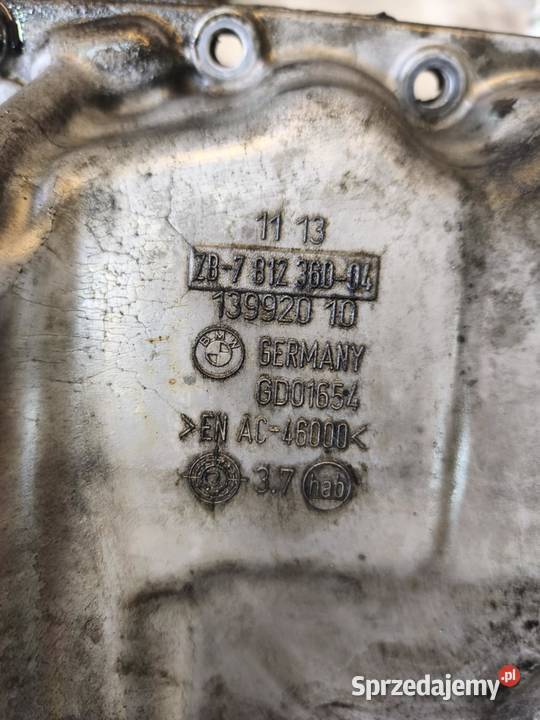 11 13
ZB-7 812 360-04
139920 10
BMW GERMANY
GD01654
>EN AC-46000<
3.7 hab
Sprzedajemy.pl